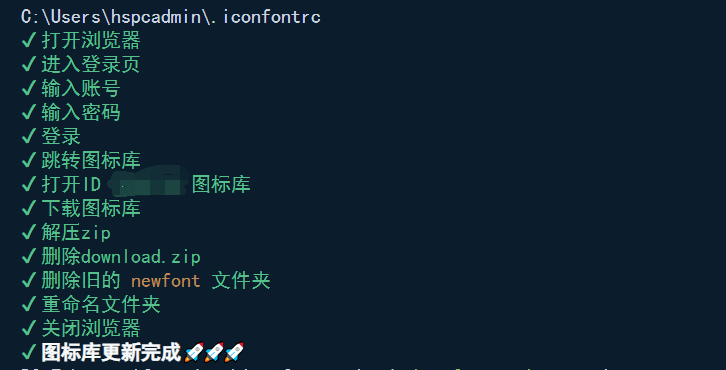 C:\Users\hspcadmin\.iconfontrc
✓打开浏览器
✓进入登录页
✓输入账号
✓输入密码
✓登录
✓跳转图标库
✓打开ID 图标库
✓下载图标库
✓解压zip
✓删除download.zip
✓删除旧的 newfont 文件夹
✓重命名文件夹
✓关闭浏览器
✓图标库更新完成🚀🚀🚀